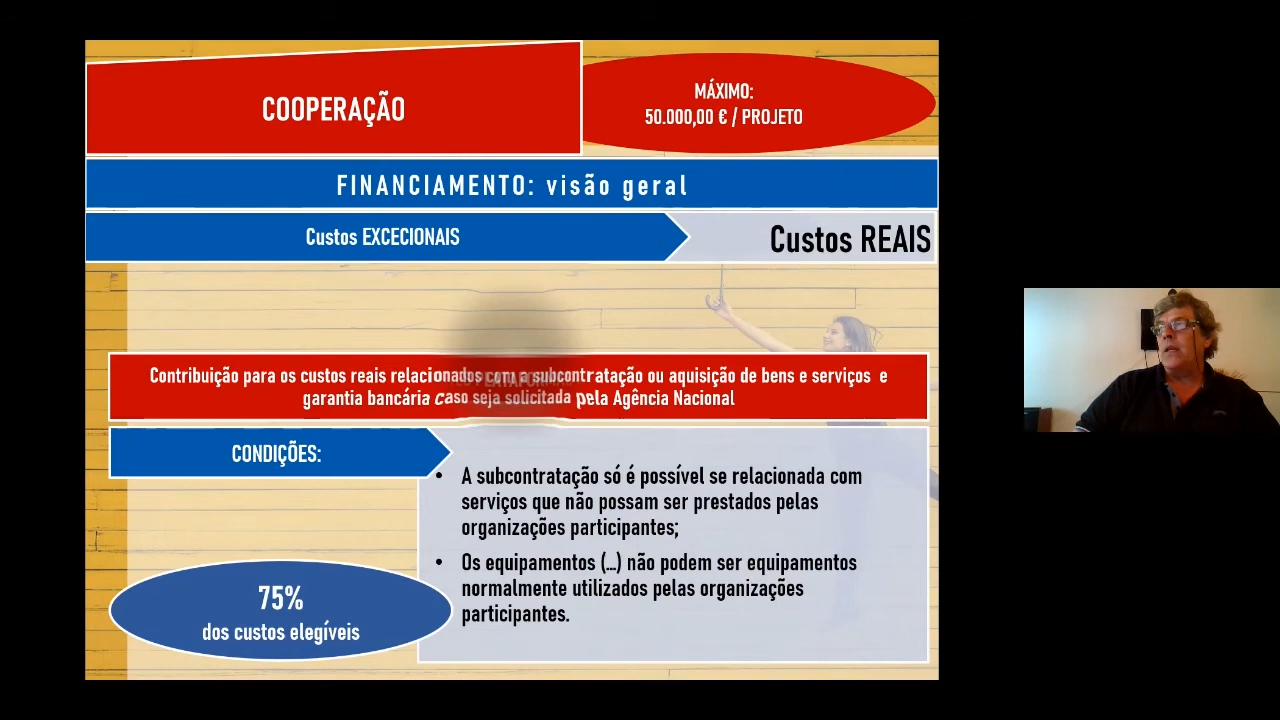 COOPERAÇÃO
MÁXIMO:
50.000,00 € / PROJETO
FINANCIAMENTO: visão geral
Custos EXCECIONAIS
Custos REAIS
Contribuição para os custos reais relacionados com a subcontratação ou aquisição de bens e serviços e
garantia bancária caso seja solicitada pela Agência Nacional
CONDIÇÕES:
• A subcontratação só é possível se relacionada com
serviços que não possam ser prestados pelas
organizações participantes;
• Os equipamentos (...) não podem ser equipamentos
normalmente utilizados pelas organizações
participantes.
75%
dos custos elegíveis